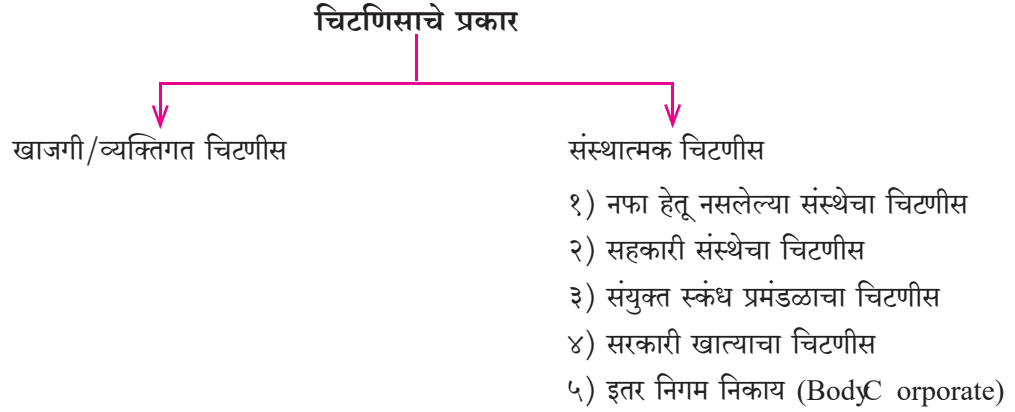 चिटणिसाचे प्रकार
खाजगी/व्यक्तिगत चिटणीस
संस्थात्मक चिटणीस
१) नफा हेतू नसलेल्या संस्थेचा चिटणीस
२) सहकारी संस्थेचा चिटणीस
३) संयुक्त स्कंध प्रमंडळाचा चिटणीस
४) सरकारी खात्याचा चिटणीस
५) इतर निगम निकाय (BodyC orporate)